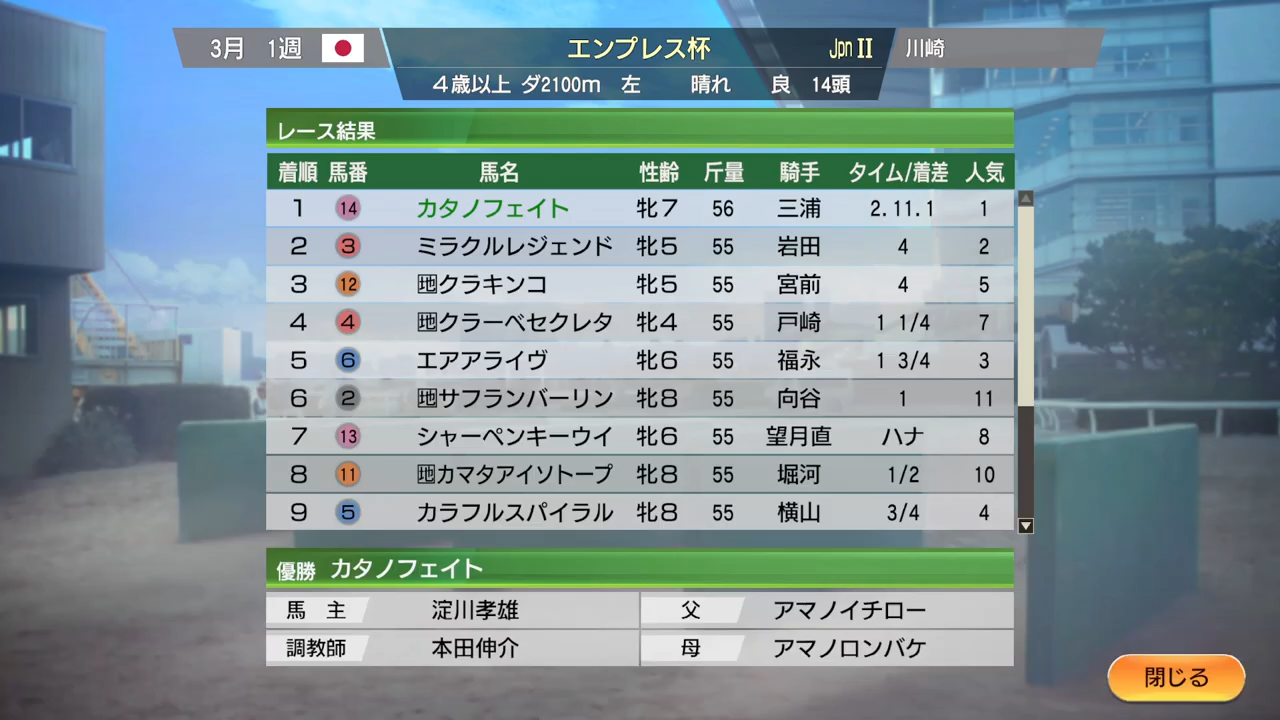 3月 1週 エンプレス杯 JpnⅡ 川崎
4歳以上 ダ2100m 左 晴れ 良 14頭
レース結果
着順 馬番 馬名 性齢 斤量 騎手 タイム/着差 人気
1 14 カタノフェイト 牝7 56 三浦 2.11.1 1
2 3 ミラクルレジェンド 牝5 55 岩田 4 2
3 12 地クラキンコ 牝5 55 宮前 4 5
4 4 地クラーベセクレタ 牝4 55 戸崎 1 1/4 7
5 6 エアアライヴ 牝6 55 福永 1 3/4 3
6 2 地サフランバーリン 牝8 55 向谷 1 11
7 13 シャーペンキーウイ 牝6 55 望月直 ハナ 8
8 11 地カマタアイソトープ 牝8 55 堀河 1/2 10
9 5 カラフルスパイラル 牝8 55 横山 3/4 4
優勝 カタノフェイト
馬主 淀川孝雄 父 アマノイチロー
調教師 本田伸介 母 アマノロンバケ
閉じる